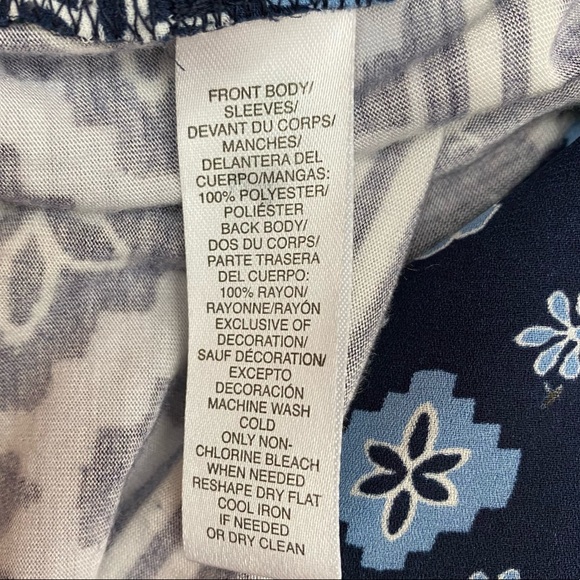 FRONT BODY/
SLEEVES/
DEVANT DU CORPS/
MANCHES/
DELANTERA DEL
CUERPO/MANGAS:
100% POLYESTER/
POLIÉSTER
BACK BODY/
DOS DU CORPS/
PARTE TRASERA
DEL CUERPO:
100% RAYON/
RAYONNE/RAYÓN
EXCLUSIVE OF
DECORATION/
SAUF DÉCORATION/
EXCEPTO
DECORACIÓN
MACHINE WASH
COLD
ONLY NON-
CHLORINE BLEACH
WHEN NEEDED
RESHAPE DRY FLAT
COOL IRON
IF NEEDED
OR DRY CLEAN